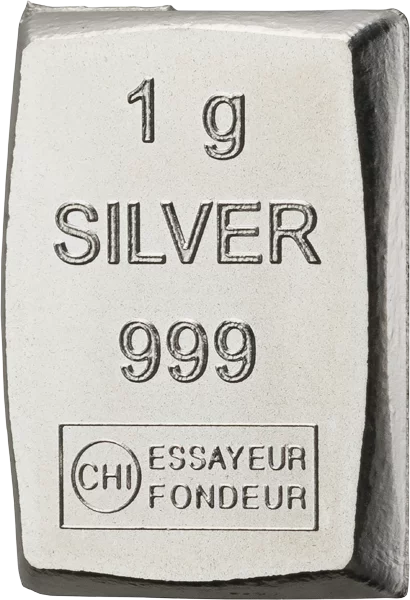 1 g
SILVER
999
CHI ESSAYEUR
FONDEUR